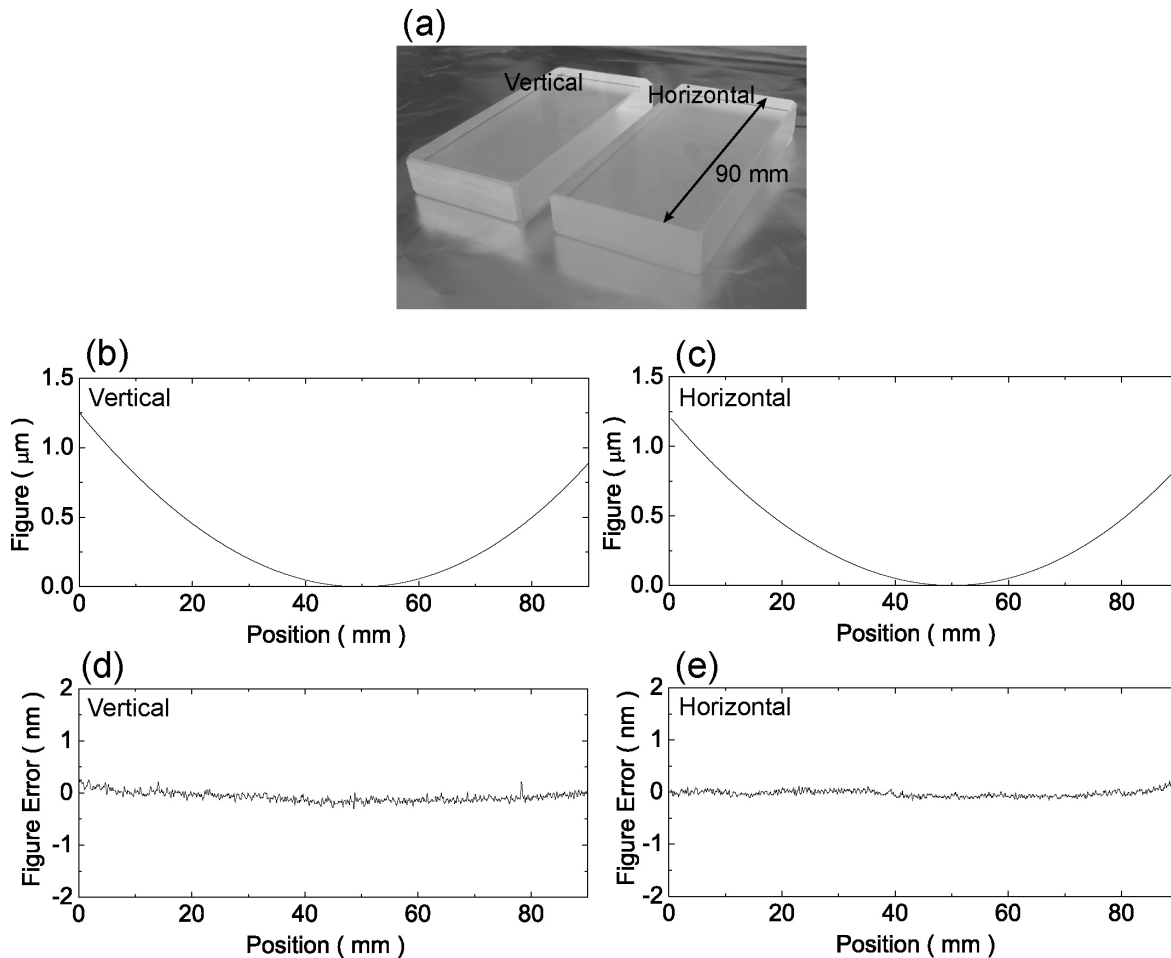 (a)
Vertical
Horizontal
90 mm
(b)
1.5
1.0
0.5
0.0
Figure ( μm )
Vertical
0 20 40 60 80
Position ( mm )
(c)
1.5
1.0
0.5
0.0
Figure ( μm )
Horizontal
0 20 40 60 80
Position ( mm )
(d)
2
1
0
-1
-2
Figure Error ( nm )
Vertical
0 20 40 60 80
Position ( mm )
(e)
2
1
0
-1
-2
Figure Error ( nm )
Horizontal
0 20 40 60 80
Position ( mm )